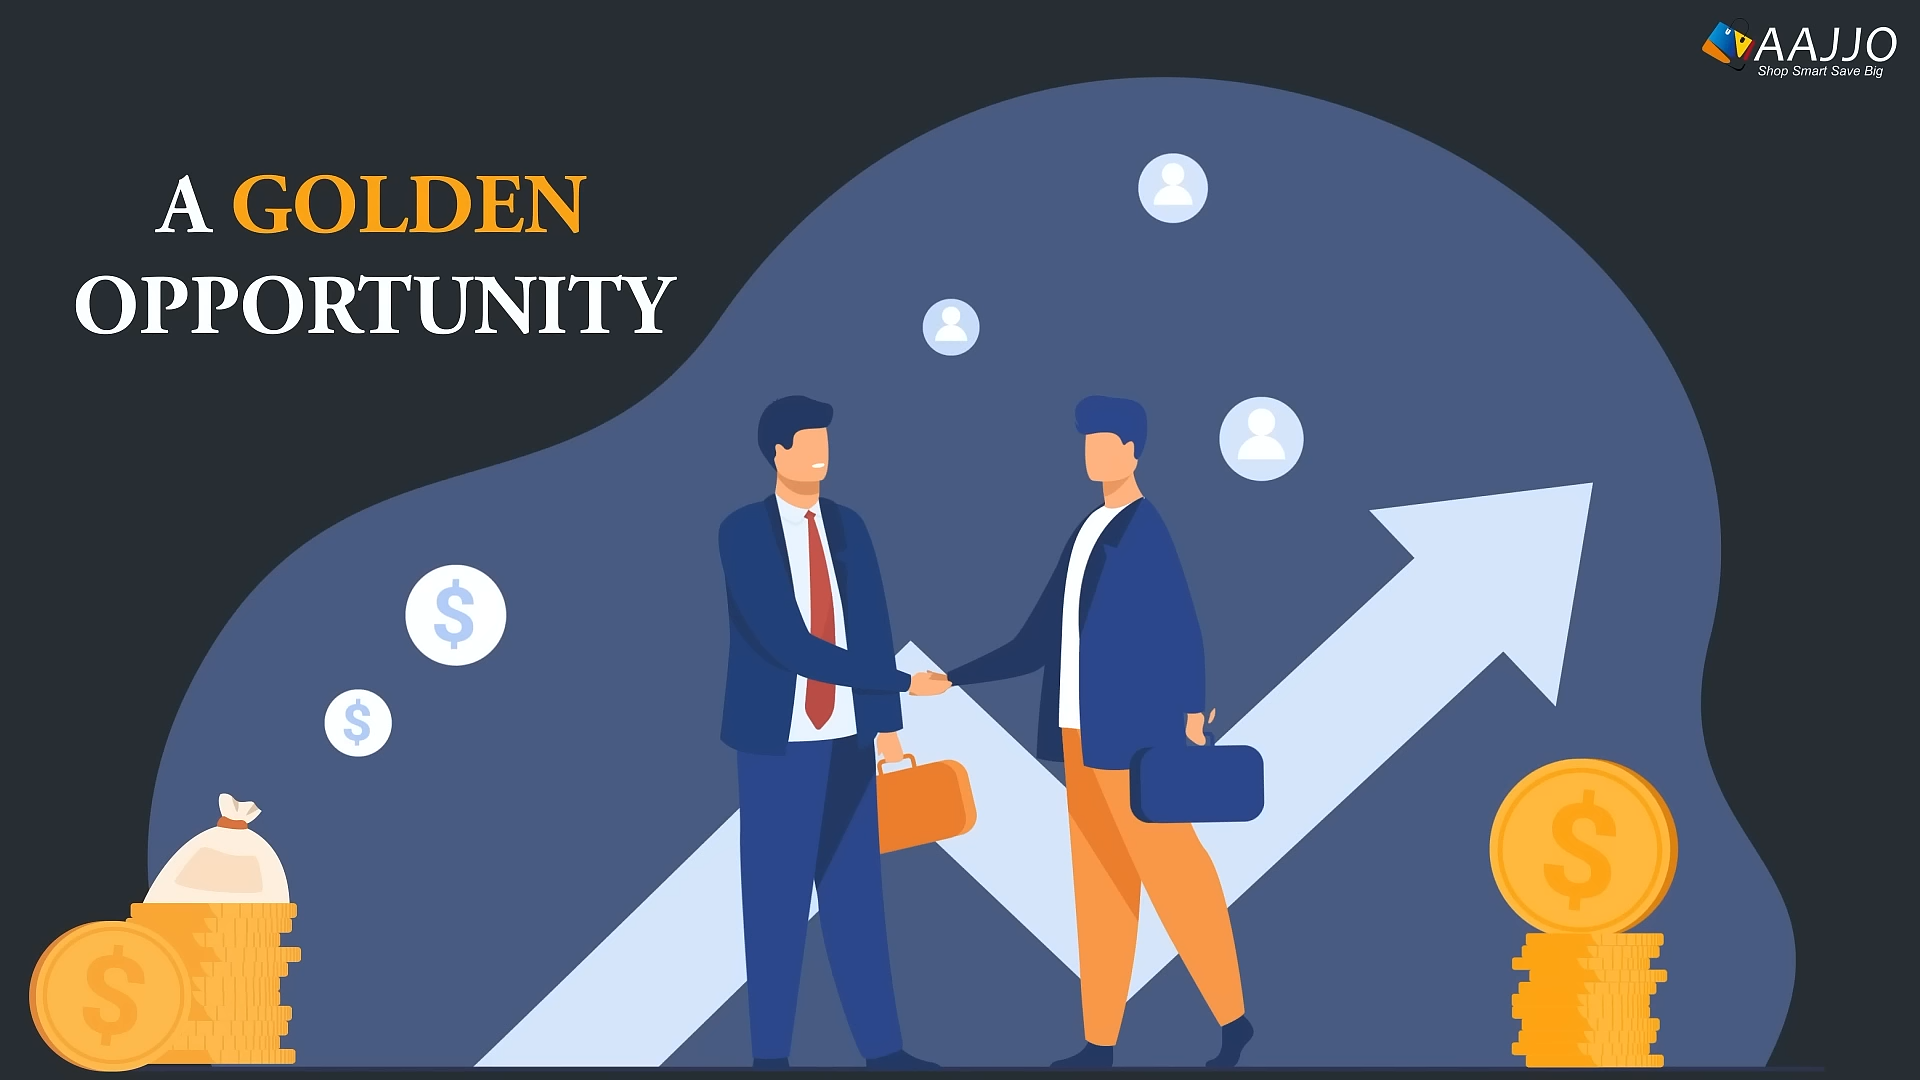 AAJJO
Shop Smart Save Big
A GOLDEN
OPPORTUNITY
$
$
$
$